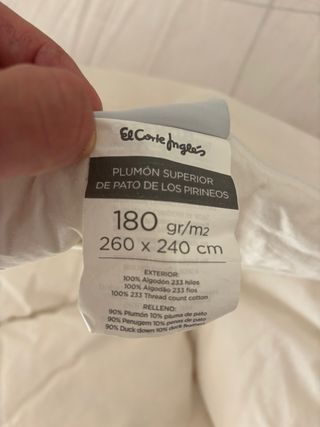 El Corte Inglés
PLUMÓN SUPERIOR
DE PATO DE LOS PIRINEOS
180 gr/m2
260 x 240 cm
EXTERIOR:
100% Algodón 233 hilos
100% Algodão 233 fios
100% 233 Thread count cotton
RELLENO:
90% Plumón 10% pluma de pato
90% Penugem 10% penas de pato
90% Duck down 10% duck feathers